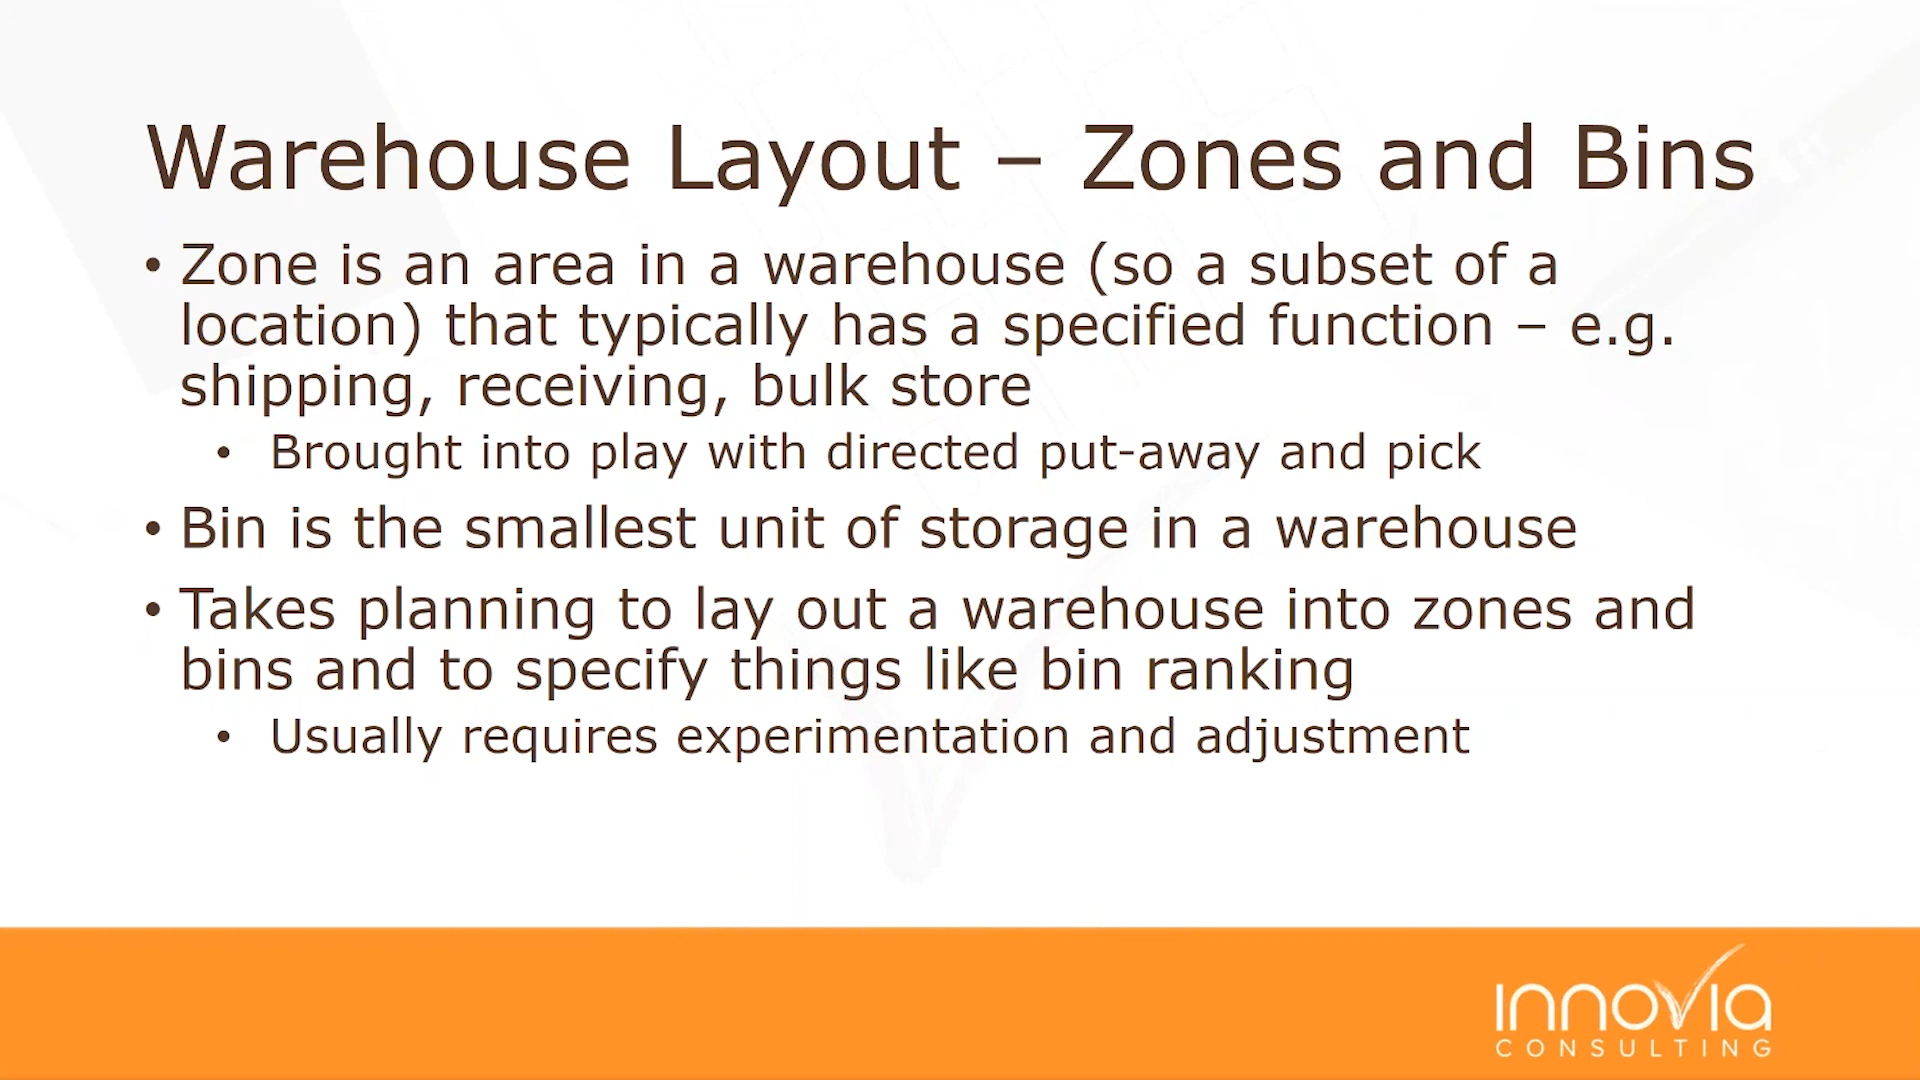 Warehouse Layout – Zones and Bins
• Zone is an area in a warehouse (so a subset of a
location) that typically has a specified function – e.g.
shipping, receiving, bulk store
• Brought into play with directed put-away and pick
• Bin is the smallest unit of storage in a warehouse
• Takes planning to lay out a warehouse into zones and
bins and to specify things like bin ranking
• Usually requires experimentation and adjustment
innovia
CONSULTING